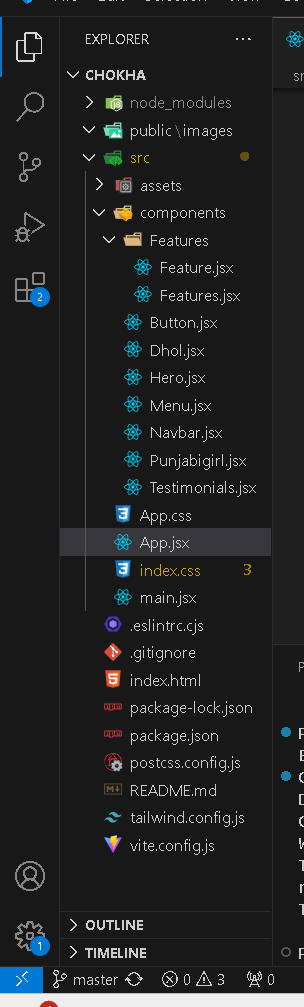 EXPLORER
CHOKHA
node_modules
public \ images
src
sr
assets
components
Features
Feature.jsx
Features.jsx
Button.jsx
Dhol.jsx
Hero.jsx
Menu.jsx
Navbar.jsx
Punjabigirl.jsx
Testimonials.jsx
App.css
App.jsx
index.css 3
main.jsx
.eslintrc.cjs
.gitignore
index.html
package-lock.json
package.json
postcss.config.js
README.md
tailwind.config.js
vite.config.js
2
OUTLINE
1
TIMELINE
master 0 3 0